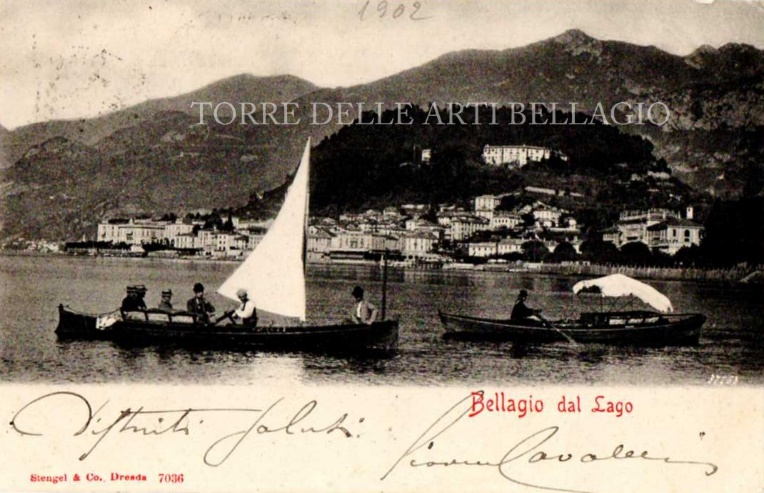 1902
TORRE DELLE ARTI BELLAGIO
Bellagio dal Lago
Distinti Saluti.
Stengel & Co., Dresda 7036